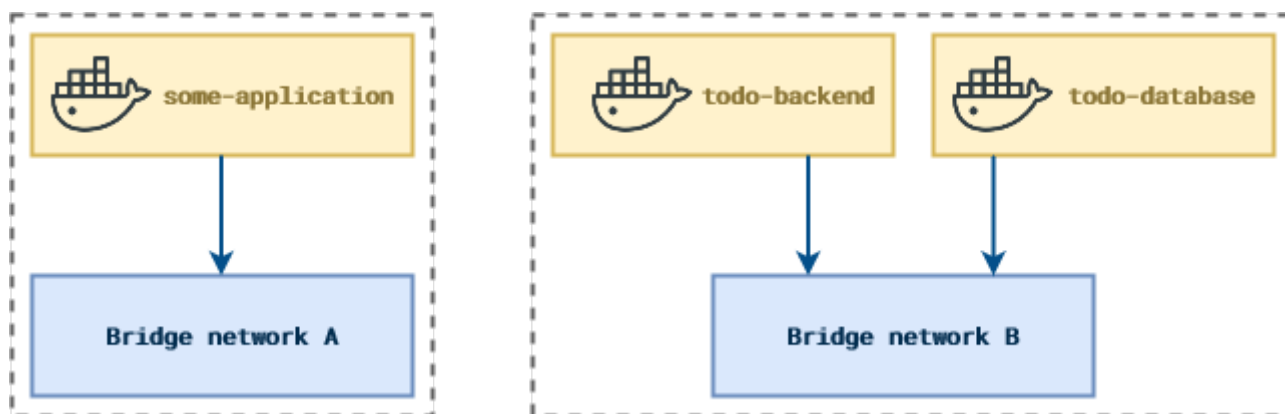 some-application
todo-backend
todo-database
Bridge network A
Bridge network B